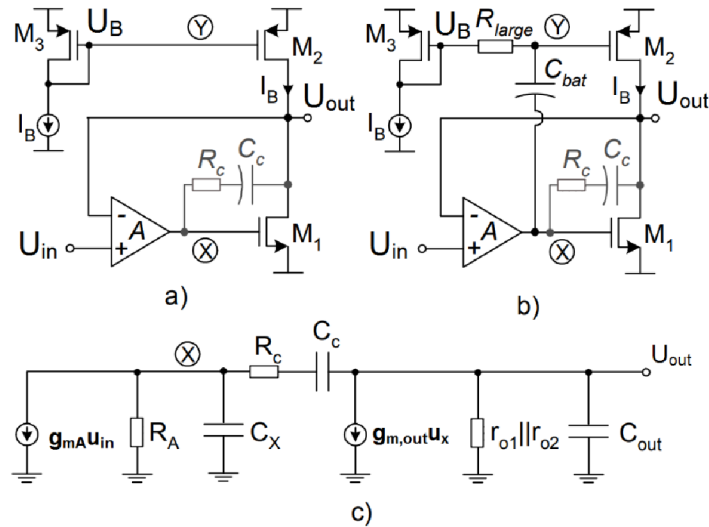 M3 UB Y M2
IB IB Uout
Rc Cc
- A
Uin + X M1
a)
M3 UB Rlarge Y M2
Cbat
IB IB Uout
Rc Cc
- A
Uin + X M1
b)
X Rc Cc Uout
gmAuin RA CX gm,outux ro1||ro2 Cout
c)